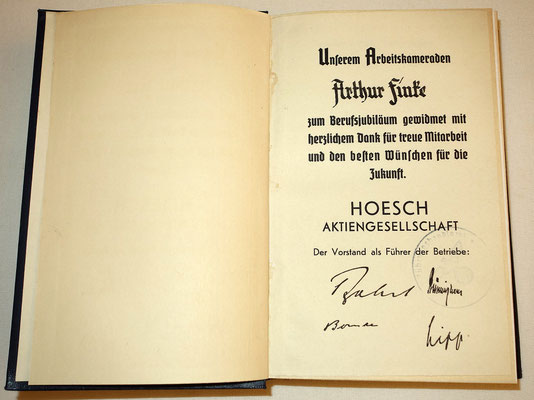 Unserem Arbeitskameraden
Arthur Finke
zum Berufsjubiläum gewidmet mit
herzlichem Dank für treue Mitarbeit
und den besten Wünschen für die
Zukunft.
HOESCH
AKTIENGESELLSCHAFT
Der Vorstand als Führer der Betriebe: